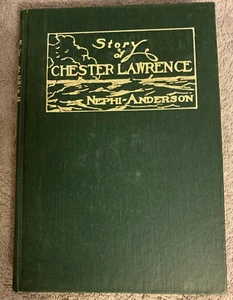 Story
of
CHESTER LAWRENCE
NEPHI-ANDERSON